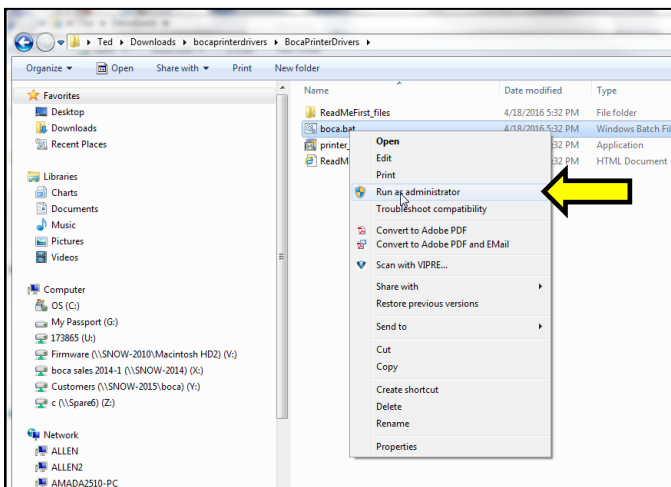 Ted ▸ Downloads ▸ bocaprinterdrivers ▸ BocaPrinterDrivers ▸
Organize Open Share with Print New folder
Favorites
Desktop
Downloads
Recent Places
Libraries
Charts
Documents
Music
Pictures
Videos
Computer
OS (C:)
My Passport (G:)
173865 (U:)
Firmware (\\SNOW-2010\Macintosh HD2) (V:)
boca sales 2014-1 (\\SNOW-2014) (X:)
Customers (\\SNOW-2015\boca) (Y:)
c (\\Spare6) (Z:)
Network
ALLEN
ALLEN2
AMADA2510-PC
Name Date modified Type
ReadMeFirst_files 4/18/2016 5:32 PM File folder
boca.bat 4/18/2016 5:32 PM Windows Batch Fil
printer_ :32 PM Application
ReadM :32 PM HTML Document
Open
Edit
Print
Run as administrator
Troubleshoot compatibility
Convert to Adobe PDF
Convert to Adobe PDF and EMail
Scan with VIPRE...
Share with
Restore previous versions
Send to
Cut
Copy
Create shortcut
Delete
Rename
Properties